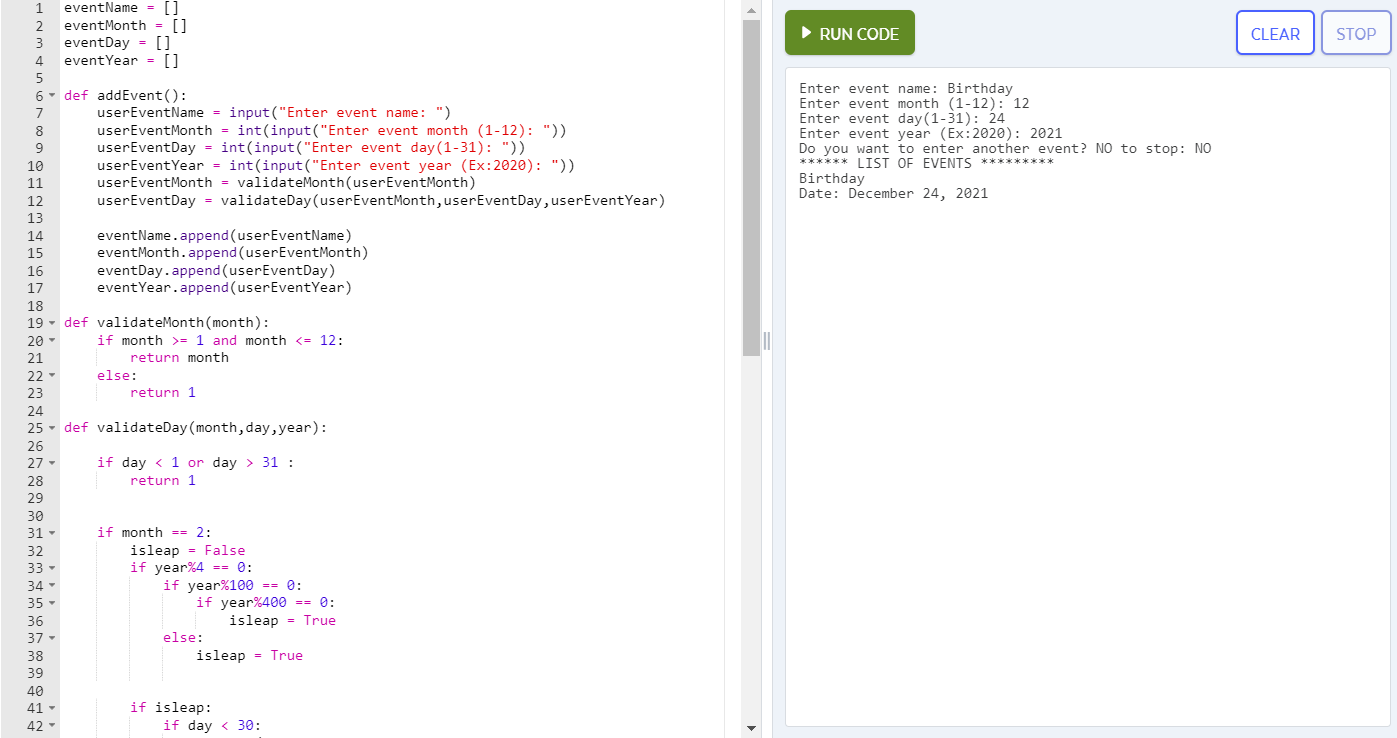 1 eventName = []
2 eventMonth = []
3 eventDay = []
4 eventYear = []
5
6 def addEvent():
7 userEventName = input("Enter event name: ")
8 userEventMonth = int(input("Enter event month (1-12): "))
9 userEventDay = int(input("Enter event day(1-31): "))
10 userEventYear = int(input("Enter event year (Ex:2020): "))
11 userEventMonth = validateMonth(userEventMonth)
12 userEventDay = validateDay(userEventMonth,userEventDay,userEventYear)
13
14 eventName.append(userEventName)
15 eventMonth.append(userEventMonth)
16 eventDay.append(userEventDay)
17 eventYear.append(userEventYear)
18
19 def validateMonth(month):
20 if month >= 1 and month <= 12:
21 return month
22 else:
23 return 1
24
25 def validateDay(month,day,year):
26
27 if day < 1 or day > 31 :
28 return 1
29
30
31 if month == 2:
32 isleap = False
33 if year%4 == 0:
34 if year%100 == 0:
35 if year%400 == 0:
36 isleap = True
37 else:
38 isleap = True
39
40
41 if isleap:
42 if day < 30:
RUN CODE
CLEAR
STOP
Enter event name: Birthday
Enter event month (1-12): 12
Enter event day(1-31): 24
Enter event year (Ex:2020): 2021
Do you want to enter another event? NO to stop: NO
****** LIST OF EVENTS *********
Birthday
Date: December 24, 2021